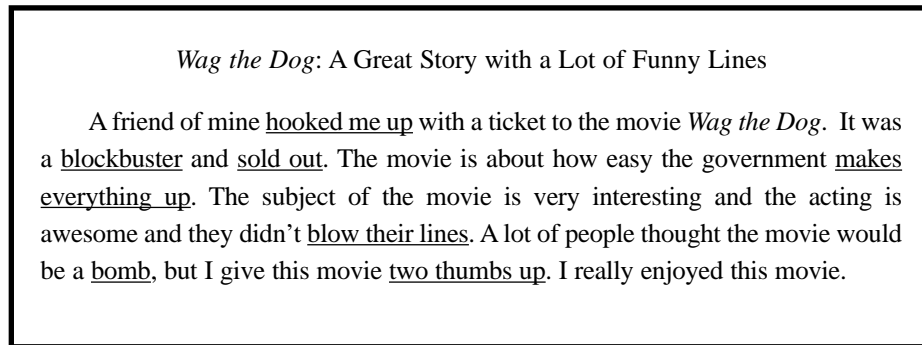 Wag the Dog: A Great Story with a Lot of Funny Lines
A friend of mine hooked me up with a ticket to the movie Wag the Dog. It was
a blockbuster and sold out. The movie is about how easy the government makes
everything up. The subject of the movie is very interesting and the acting is
awesome and they didn't blow their lines. A lot of people thought the movie would
be a bomb, but I give this movie two thumbs up. I really enjoyed this movie.